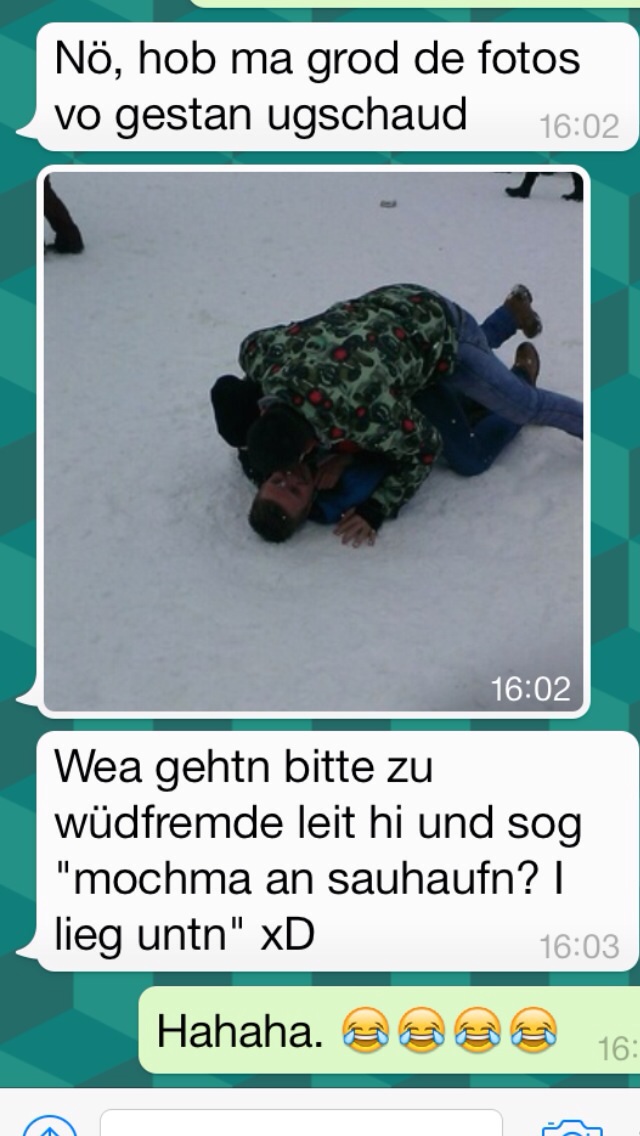 Nö, hob ma grod de fotos
vo gestan ugschaud
16:02
16:02
Wea gehtn bitte zu
wüdfremde leit hi und sog
"mochma an sauhaufn? I
lieg untn" xD
16:03
Hahaha. 😂😂😂😂
16: